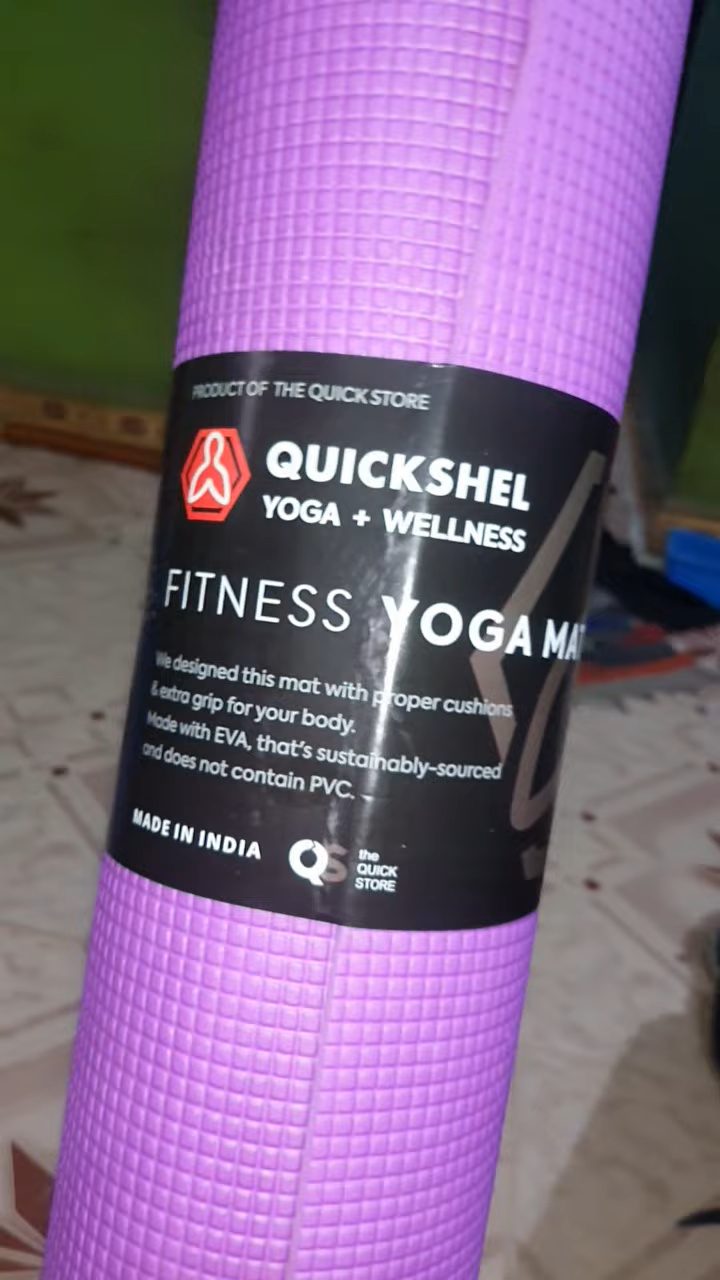 PRODUCT OF THE QUICK STORE
QUICKSHEL
YOGA + WELLNESS
FITNESS YOGA MAT
We designed this mat with proper cushions
& extra grip for your body.
Made with EVA, that's sustainably-sourced
and does not contain PVC.
MADE IN INDIA
QS
the
QUICK
STORE